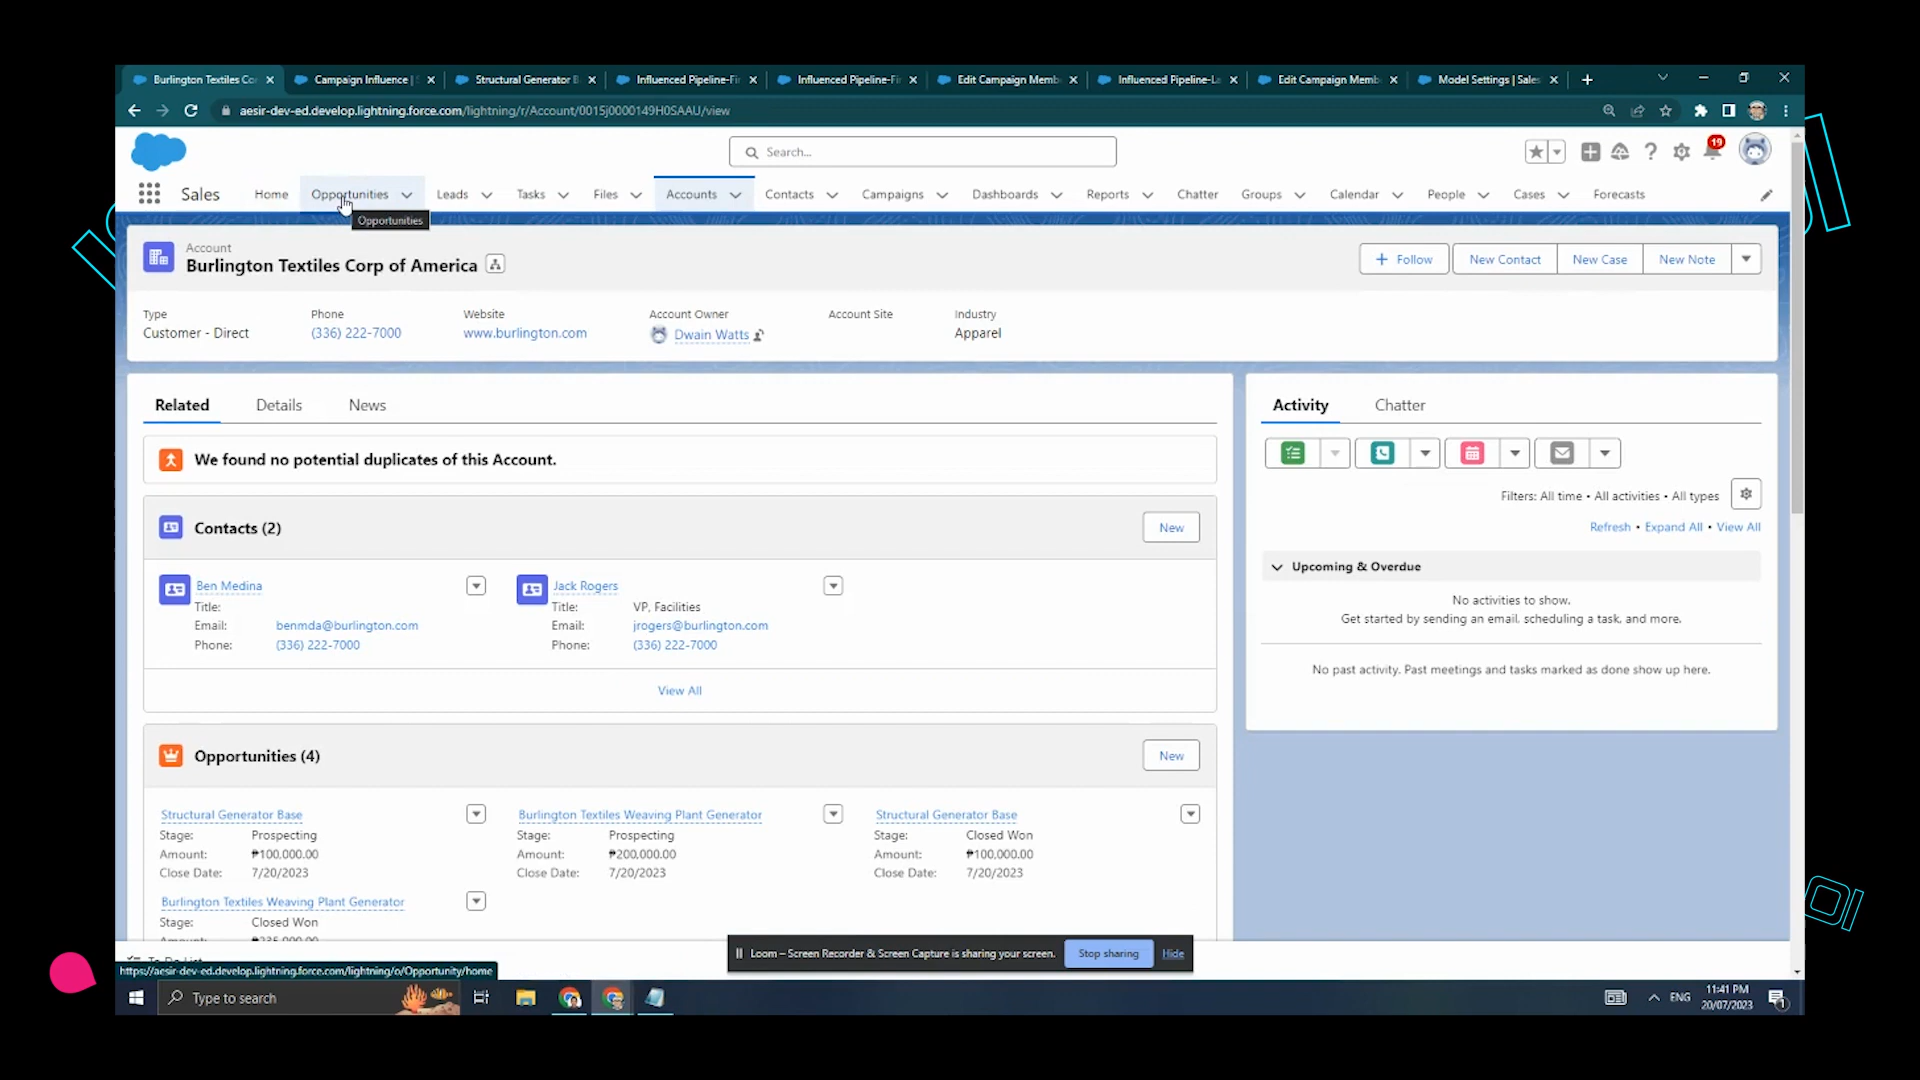 Burlington Textiles Co
Campaign Influence |
Structural Generator B
Influenced Pipeline-Fi
Influenced Pipeline-Fi
Edit Campaign Memb
Influenced Pipeline-La
Edit Campaign Memb
Model Settings | Sales
aesir-dev-ed.develop.lightning.force.com/lightning/r/Account/0015j0000149H0SAAU/view
Search...
19
Sales
Home
Opportunities
Leads
Tasks
Files
Accounts
Contacts
Campaigns
Dashboards
Reports
Chatter
Groups
Calendar
People
Cases
Forecasts
Opportunities
Account
Burlington Textiles Corp of America
Follow
New Contact
New Case
New Note
Type
Phone
Website
Account Owner
Account Site
Industry
Customer - Direct
(336) 222-7000
www.burlington.com
Dwain Watts
Apparel
Related
Details
News
We found no potential duplicates of this Account.
Contacts (2)
New
Ben Medina
Title:
Email: benmda@burlington.com
Phone: (336) 222-7000
Jack Rogers
Title: VP, Facilities
Email: jrogers@burlington.com
Phone: (336) 222-7000
View All
Opportunities (4)
New
Structural Generator Base
Stage: Prospecting
Amount: ₱100,000.00
Close Date: 7/20/2023
Burlington Textiles Weaving Plant Generator
Stage: Prospecting
Amount: ₱200,000.00
Close Date: 7/20/2023
Structural Generator Base
Stage: Closed Won
Amount: ₱100,000.00
Close Date: 7/20/2023
Burlington Textiles Weaving Plant Generator
Stage: Closed Won
Amount: ₱235,000.00
Activity
Chatter
Filters: All time • All activities • All types
Refresh • Expand All • View All
Upcoming & Overdue
No activities to show.
Get started by sending an email, scheduling a task, and more.
No past activity. Past meetings and tasks marked as done show up here.
To Do List
Loom – Screen Recorder & Screen Capture is sharing your screen.
Stop sharing
Hide
https://aesir-dev-ed.develop.lightning.force.com/lightning/o/Opportunity/home
Type to search
ENG
11:41 PM
20/07/2023
1